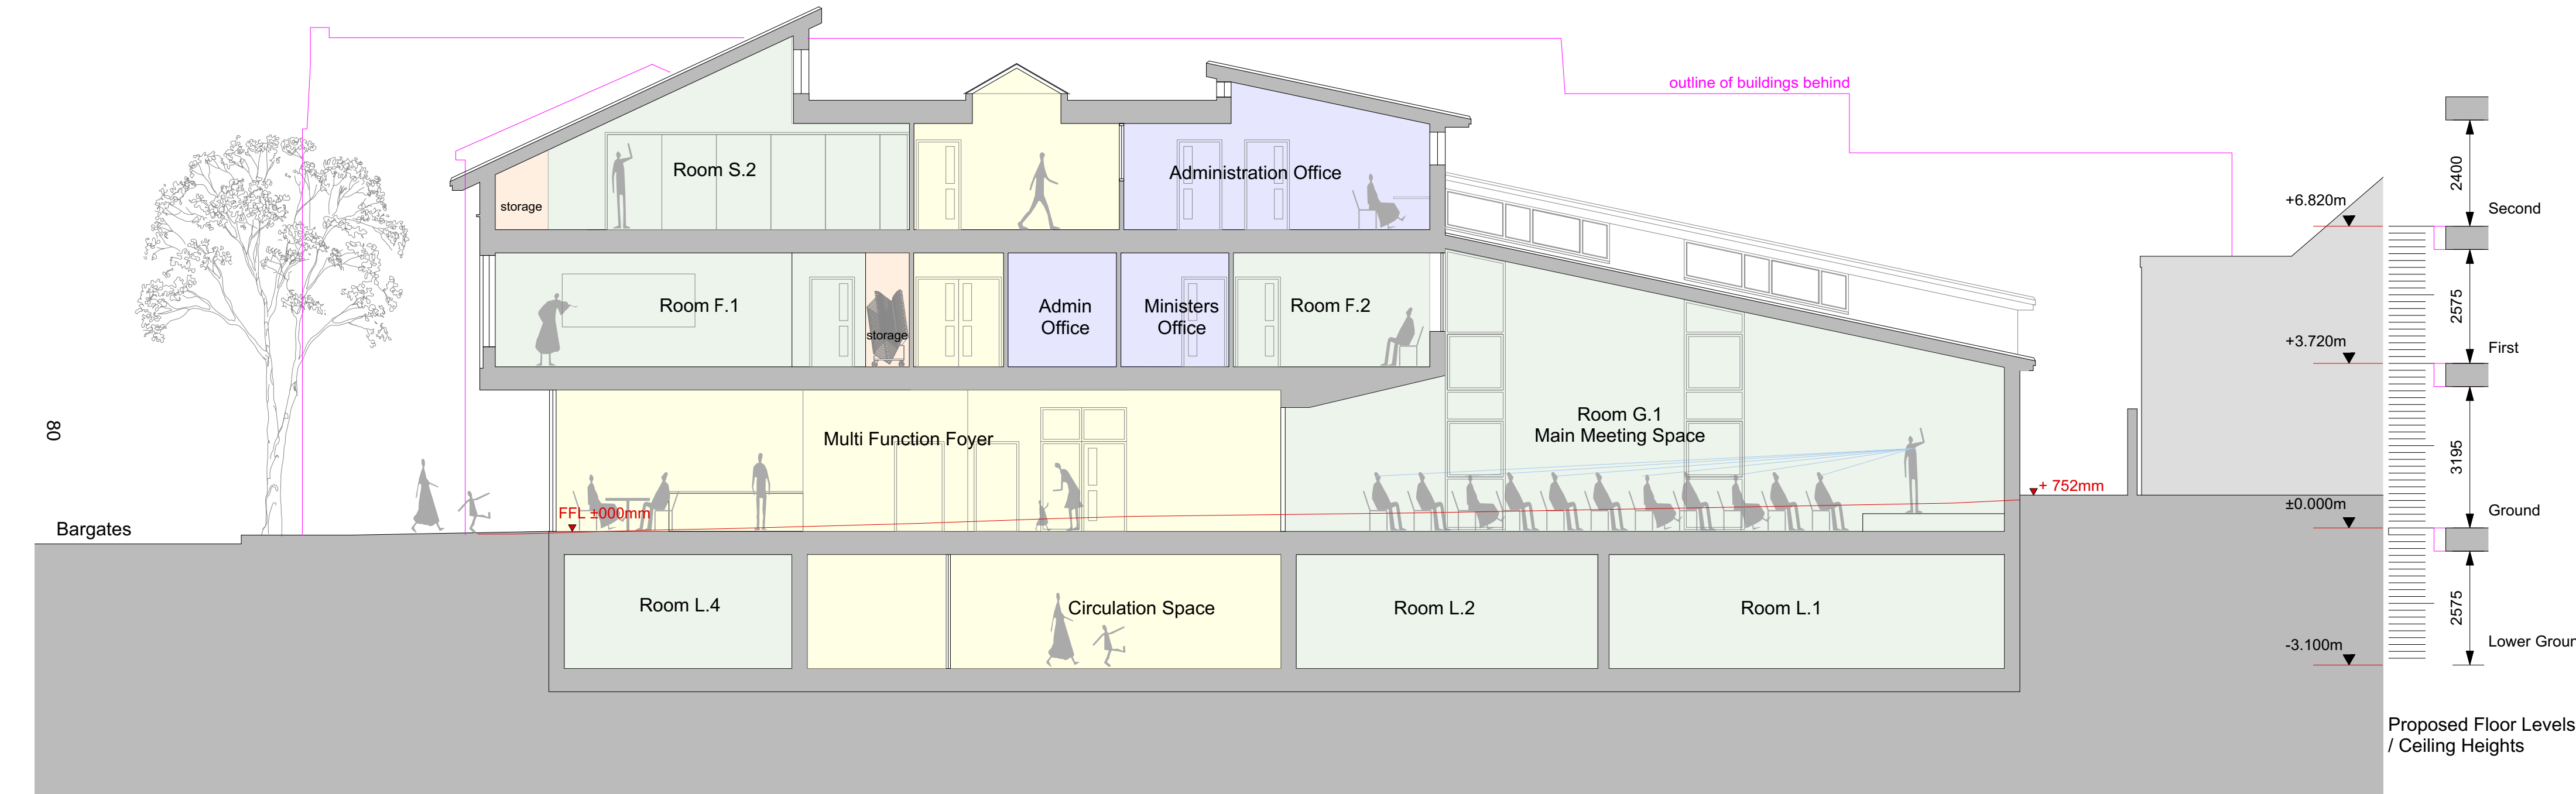 outline of buildings behind
Room S.2
storage
Administration Office
+6.820m
2400
Second
Room F.1
storage
Admin
Office
Ministers
Office
Room F.2
+3.720m
2575
First
Multi Function Foyer
Room G.1
Main Meeting Space
3195
80
FFL ±000mm
+ 752mm
±0.000m
Ground
Bargates
Room L.4
Circulation Space
Room L.2
Room L.1
2575
-3.100m
Lower Groun
Proposed Floor Levels
/ Ceiling Heights